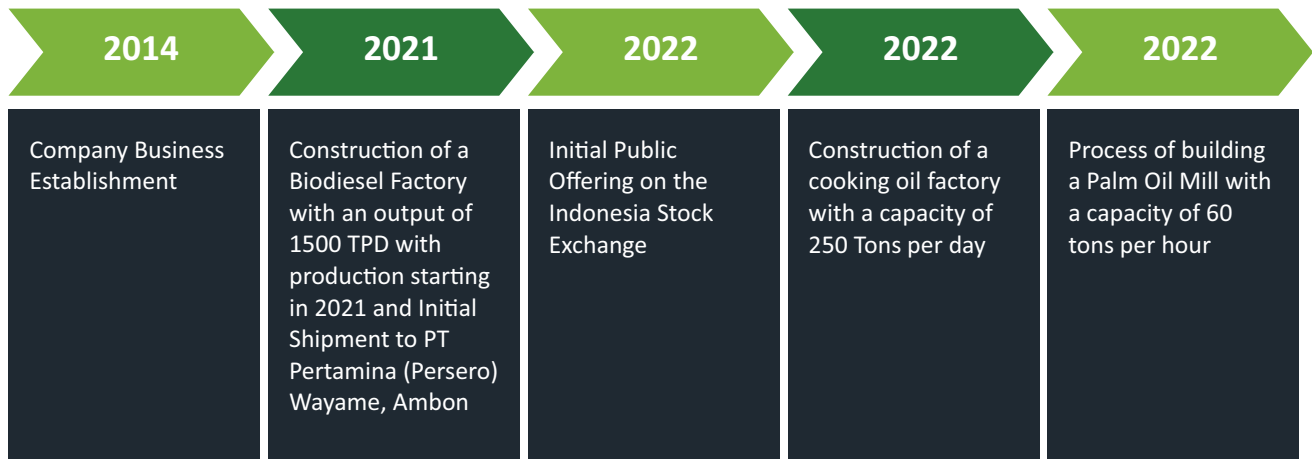 2014
2021
2022
2022
2022
Company Business
Establishment
Construction of a
Biodiesel Factory
with an output of
1500 TPD with
production starting
in 2021 and Initial
Shipment to PT
Pertamina (Persero)
Wayame, Ambon
Initial Public
Offering on the
Indonesia Stock
Exchange
Construction of a
cooking oil factory
with a capacity of
250 Tons per day
Process of building
a Palm Oil Mill with
a capacity of 60
tons per hour